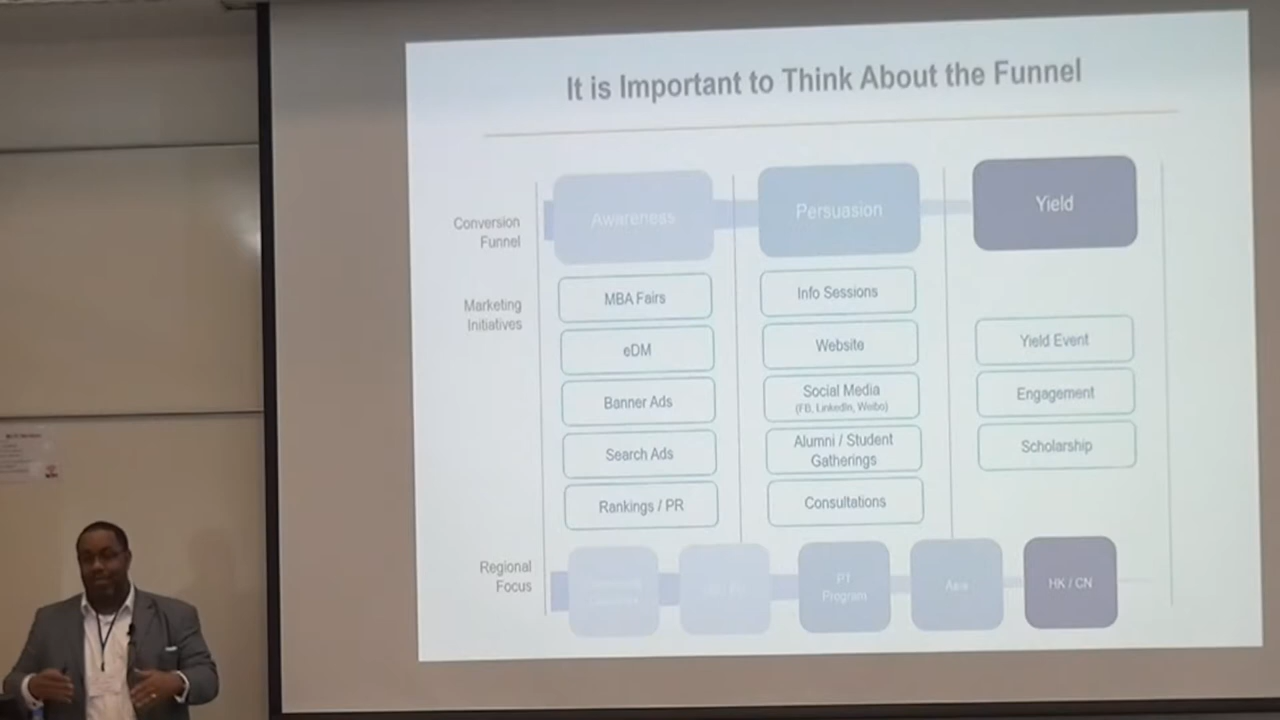 It is Important to Think About the Funnel
Conversion
Funnel
Awareness
Persuasion
Yield
Marketing
Initiatives
MBA Fairs
eDM
Banner Ads
Search Ads
Rankings / PR
Info Sessions
Website
Social Media
(FB, LinkedIn, Weibo)
Alumni / Student
Gatherings
Consultations
Yield Event
Engagement
Scholarship
Regional
Focus
PT
Program
Asia
HK / CN